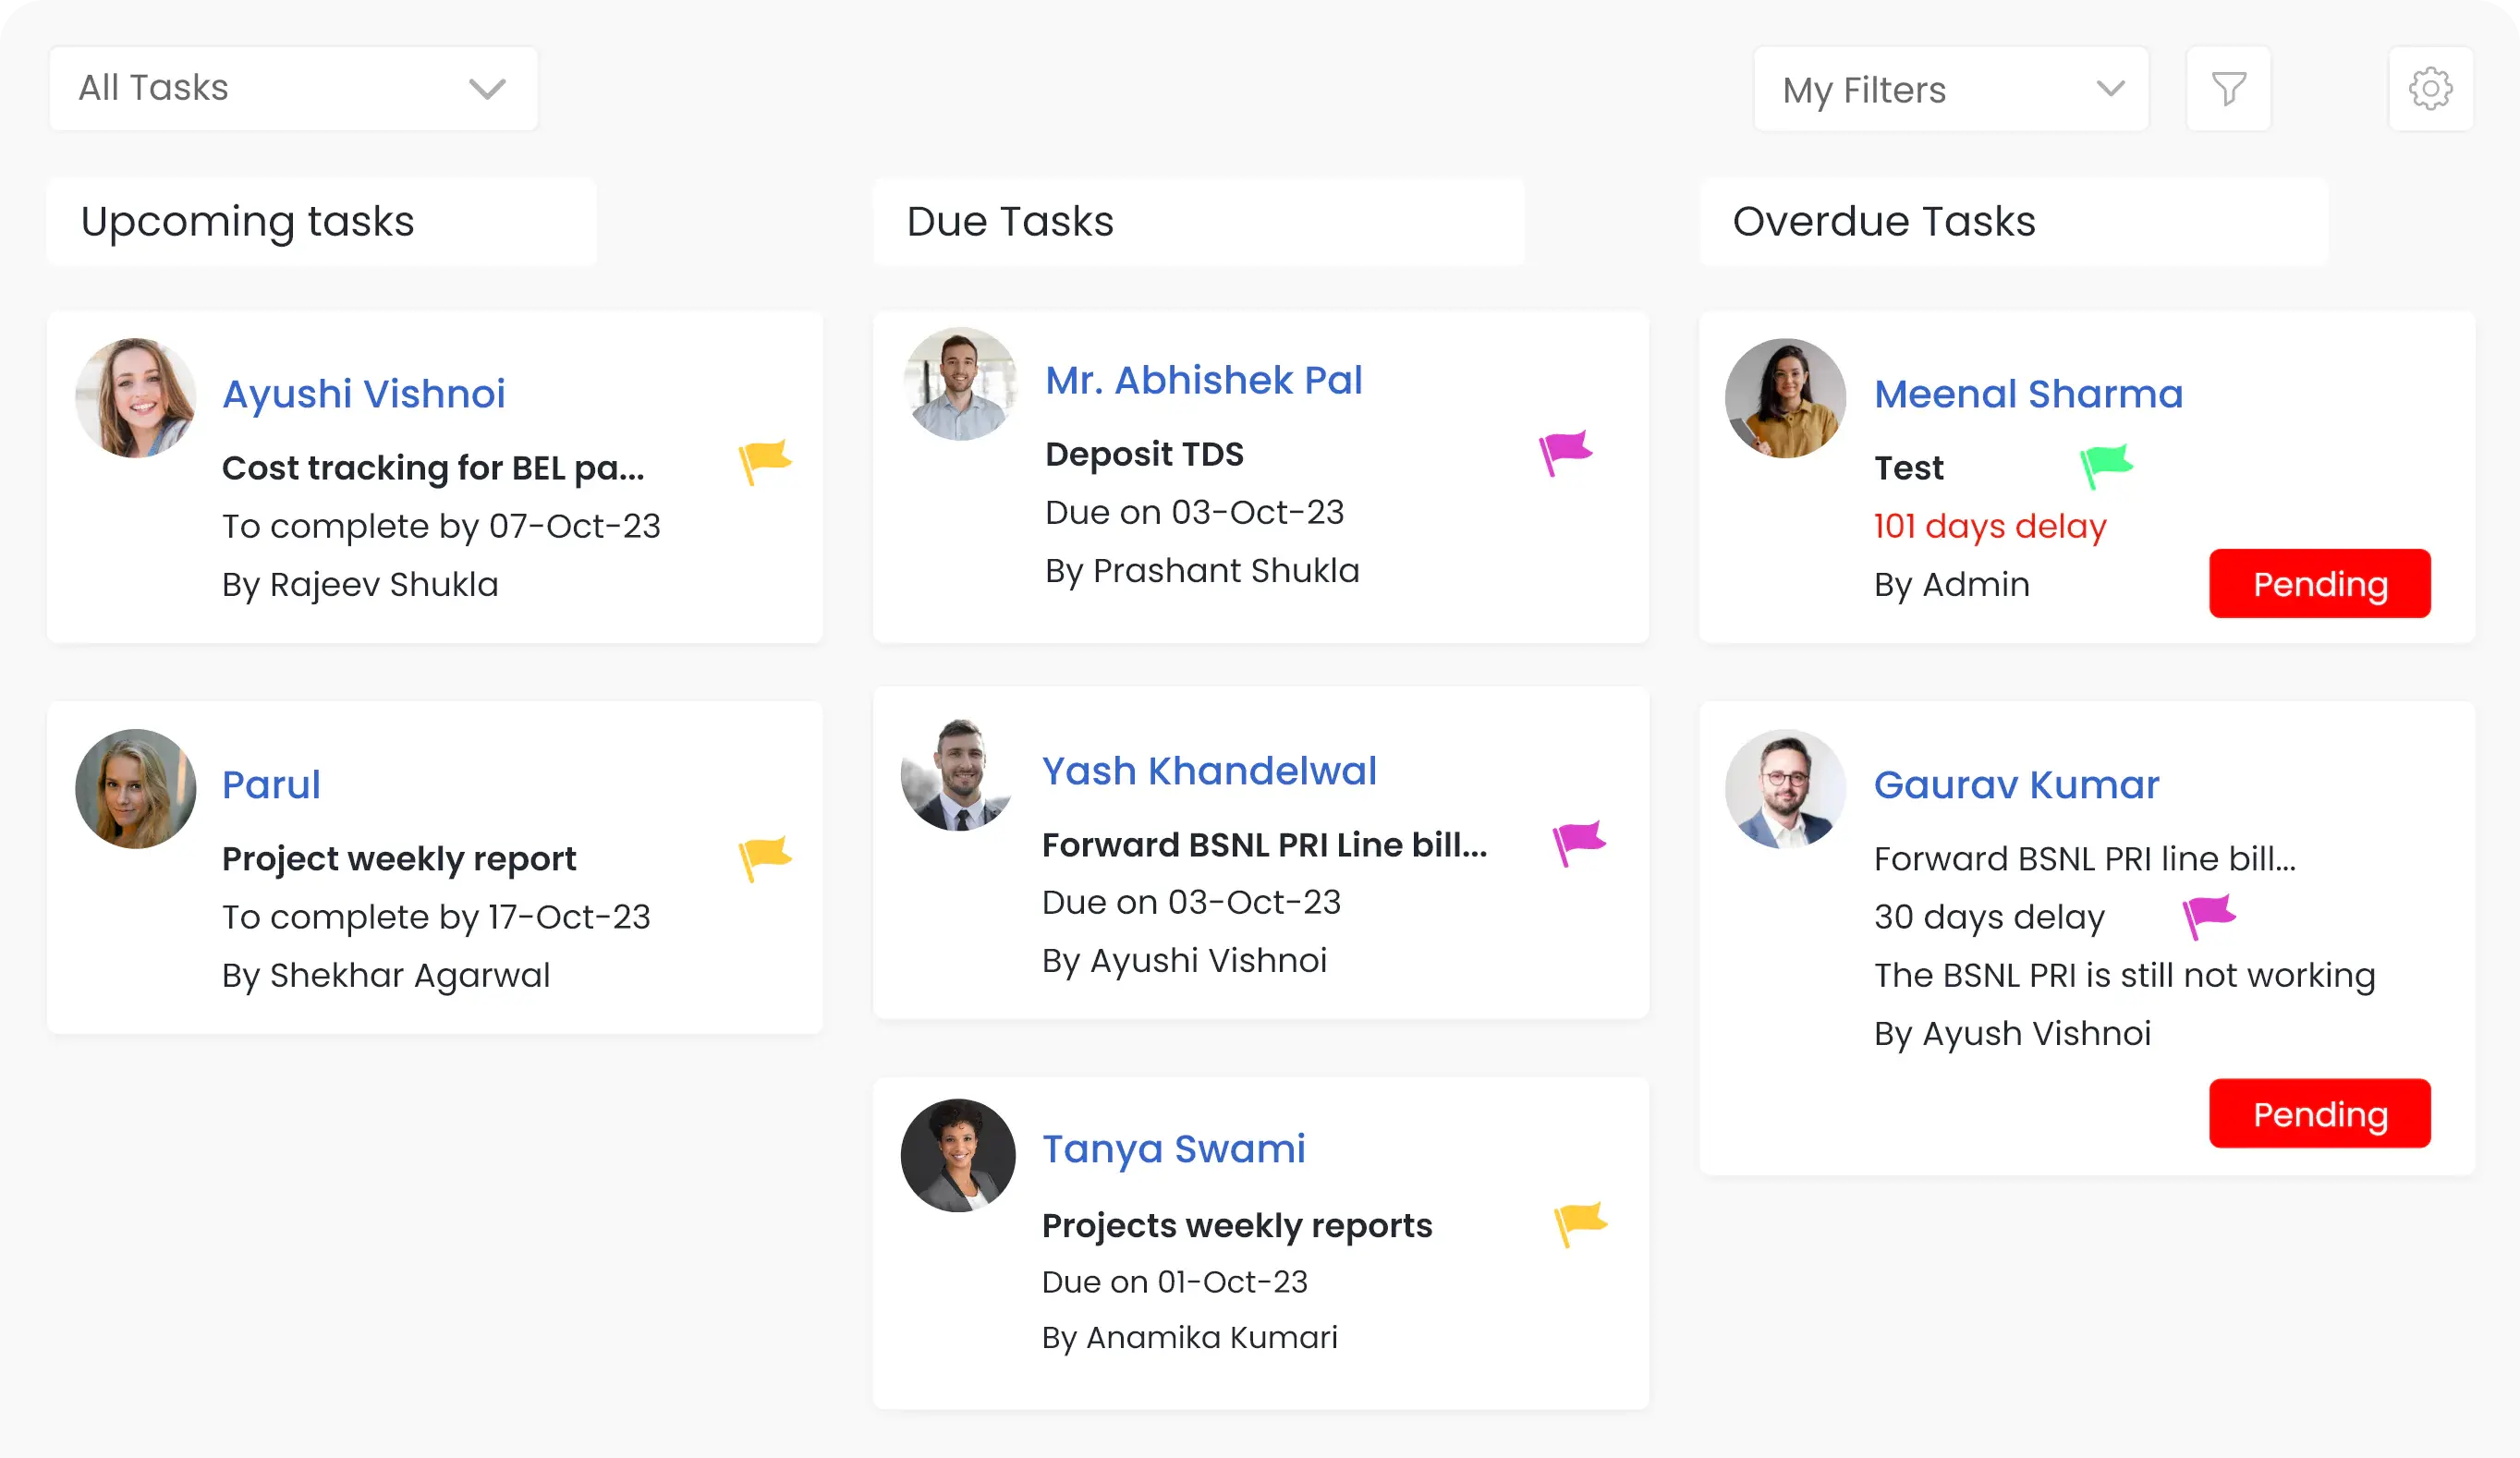 All Tasks
My Filters
Upcoming tasks
Ayushi Vishnoi
Cost tracking for BEL pa...
To complete by 07-Oct-23
By Rajeev Shukla
Parul
Project weekly report
To complete by 17-Oct-23
By Shekhar Agarwal
Due Tasks
Mr. Abhishek Pal
Deposit TDS
Due on 03-Oct-23
By Prashant Shukla
Yash Khandelwal
Forward BSNL PRI Line bill...
Due on 03-Oct-23
By Ayushi Vishnoi
Tanya Swami
Projects weekly reports
Due on 01-Oct-23
By Anamika Kumari
Overdue Tasks
Meenal Sharma
Test
101 days delay
By Admin
Pending
Gaurav Kumar
Forward BSNL PRI line bill...
30 days delay
The BSNL PRI is still not working
By Ayush Vishnoi
Pending